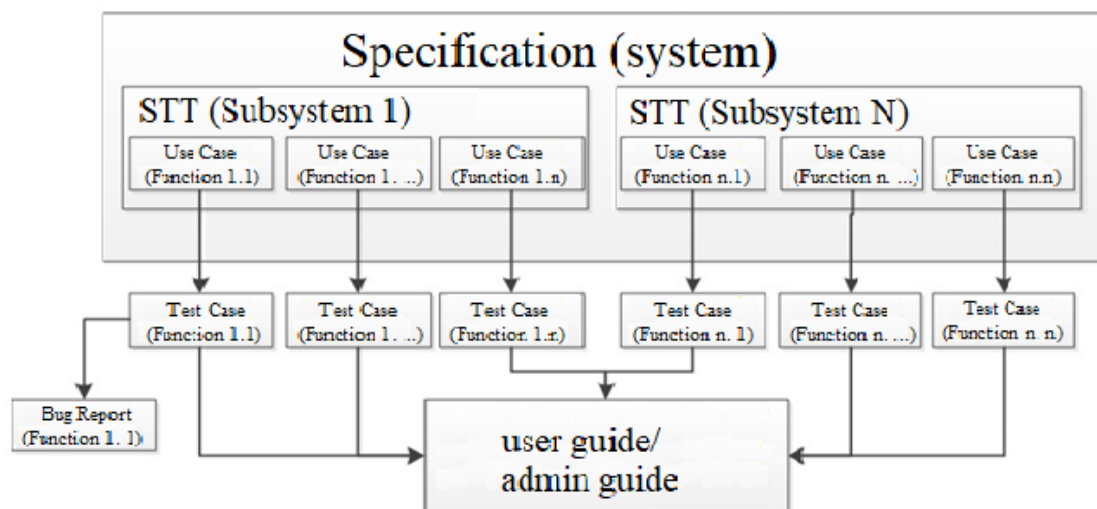 Specification (system)
STT (Subsystem 1)
STT (Subsystem N)
Use Case
(Function 1.1)
Use Case
(Function 1. ...)
Use Case
(Function 1.n)
Use Case
(Function n.1)
Use Case
(Function n. ...)
Use Case
(Function n.n)
Test Case
(Function 1.1)
Test Case
(Function 1. ...)
Test Case
(Function 1.n)
Test Case
(Function n. 1)
Test Case
(Function n. ...)
Test Case
(Function n. n)
Bug Report
(Function 1. 1)
user guide/
admin guide